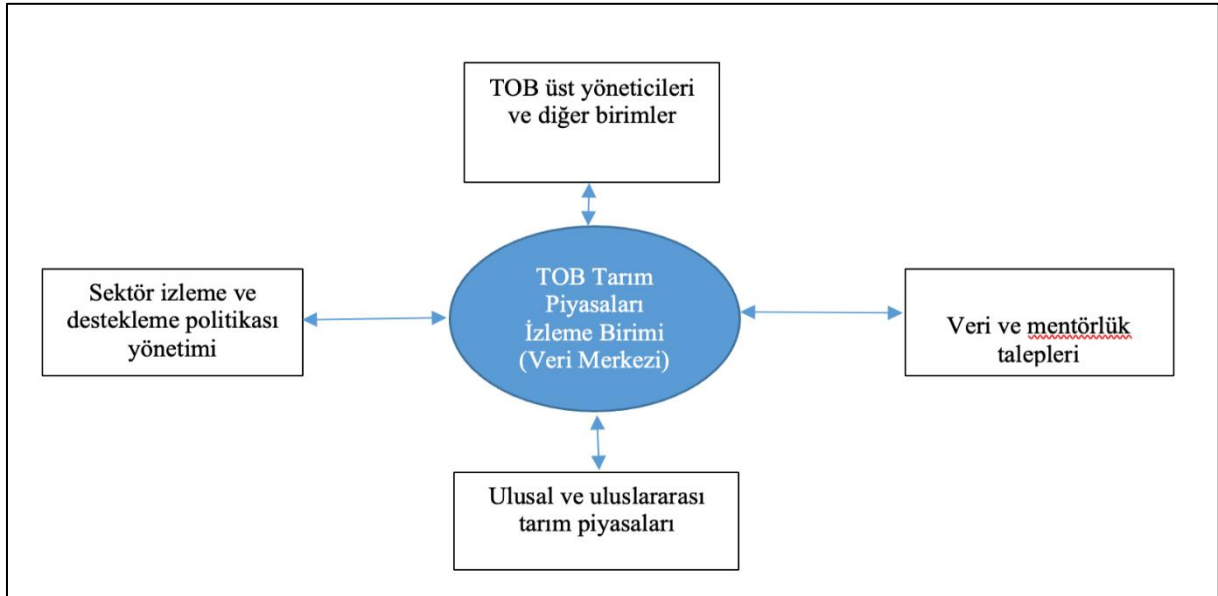 TOB üst yöneticileri
ve diğer birimler
Sektör izleme ve
destekleme politikası
yönetimi
TOB Tarım
Piyasaları
İzleme Birimi
(Veri Merkezi)
Veri ve mentörlük
talepleri
Ulusal ve uluslararası
tarım piyasaları